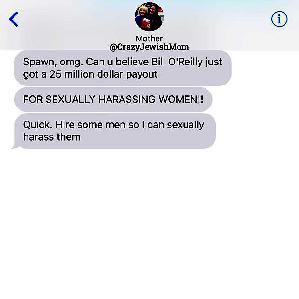 Mother
@CrazyJewishMom
Spawn, omg. Can u believe Bill O'Reilly just
got a 25 million dollar payout
FOR SEXUALLY HARASSING WOMEN!!
Quick. Hire some men so I can sexually
harass them